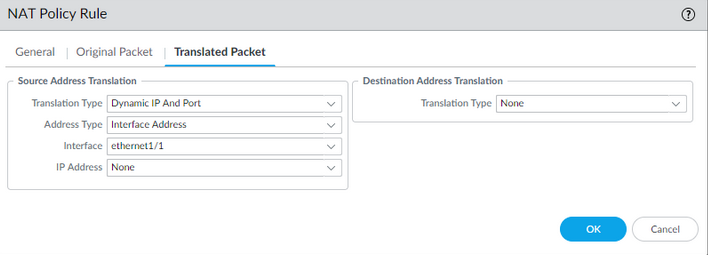 NAT Policy Rule
General | Original Packet | Translated Packet
Source Address Translation
Translation Type Dynamic IP And Port
Address Type Interface Address
Interface ethernet1/1
IP Address None
Destination Address Translation
Translation Type None
OK Cancel